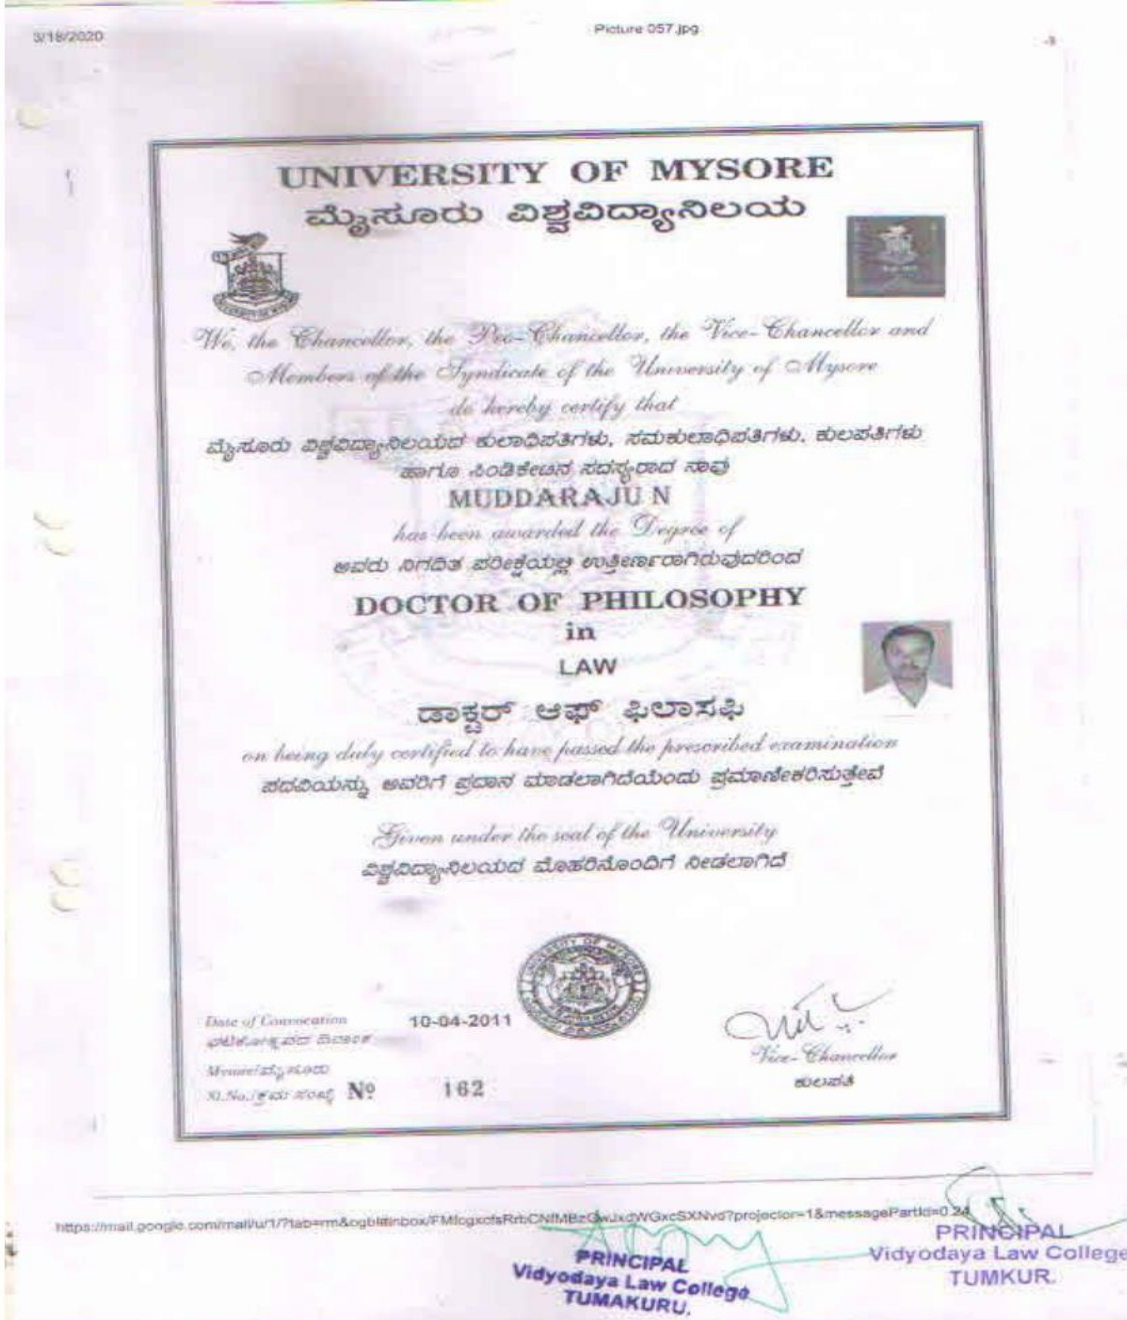 3/18/2020
Picture 057.jpg
UNIVERSITY OF MYSORE
ಮೈಸೂರು ವಿಶ್ವವಿದ್ಯಾನಿಲಯ
We, the Chancellor, the Pro-Chancellor, the Vice-Chancellor and
Members of the Syndicate of the University of Mysore
do hereby certify that
ಮೈಸೂರು ವಿಶ್ವವಿದ್ಯಾನಿಲಯದ ಕುಲಾಧಿಪತಿಗಳು, ಸಮಕುಲಾಧಿಪತಿಗಳು, ಕುಲಪತಿಗಳು
ಹಾಗೂ ಸಿಂಡಿಕೇಟಿನ ಸದಸ್ಯರಾದ ನಾವು
MUDDARAJU N
has been awarded the Degree of
ಅವರು ನಿಗದಿತ ಪರೀಕ್ಷೆಯಲ್ಲಿ ಉತ್ತೀರ್ಣರಾಗಿರುವುದರಿಂದ
DOCTOR OF PHILOSOPHY
in
LAW
ಡಾಕ್ಟರ್ ಆಫ್ ಫಿಲಾಸಫಿ
on being duly certified to have passed the prescribed examination
ಪದವಿಯನ್ನು ಅವರಿಗೆ ಪ್ರದಾನ ಮಾಡಲಾಗಿದೆಯೆಂದು ಪ್ರಮಾಣೀಕರಿಸುತ್ತೇವೆ
Given under the seal of the University
ವಿಶ್ವವಿದ್ಯಾನಿಲಯದ ಮೊಹರಿನೊಂದಿಗೆ ನೀಡಲಾಗಿದೆ
Date of Convocation 10-04-2011
ಘಟಿಕೋತ್ಸವದ ದಿನಾಂಕ
Vice-Chancellor
Mysore/ಮೈಸೂರು
ಕುಲಪತಿ
Sl.No./ಕ್ರಮ ಸಂಖ್ಯೆ Nº 162
PRINCIPAL
Vidyodaya Law College
TUMAKURU.
PRINCIPAL
Vidyodaya Law College
TUMKUR.